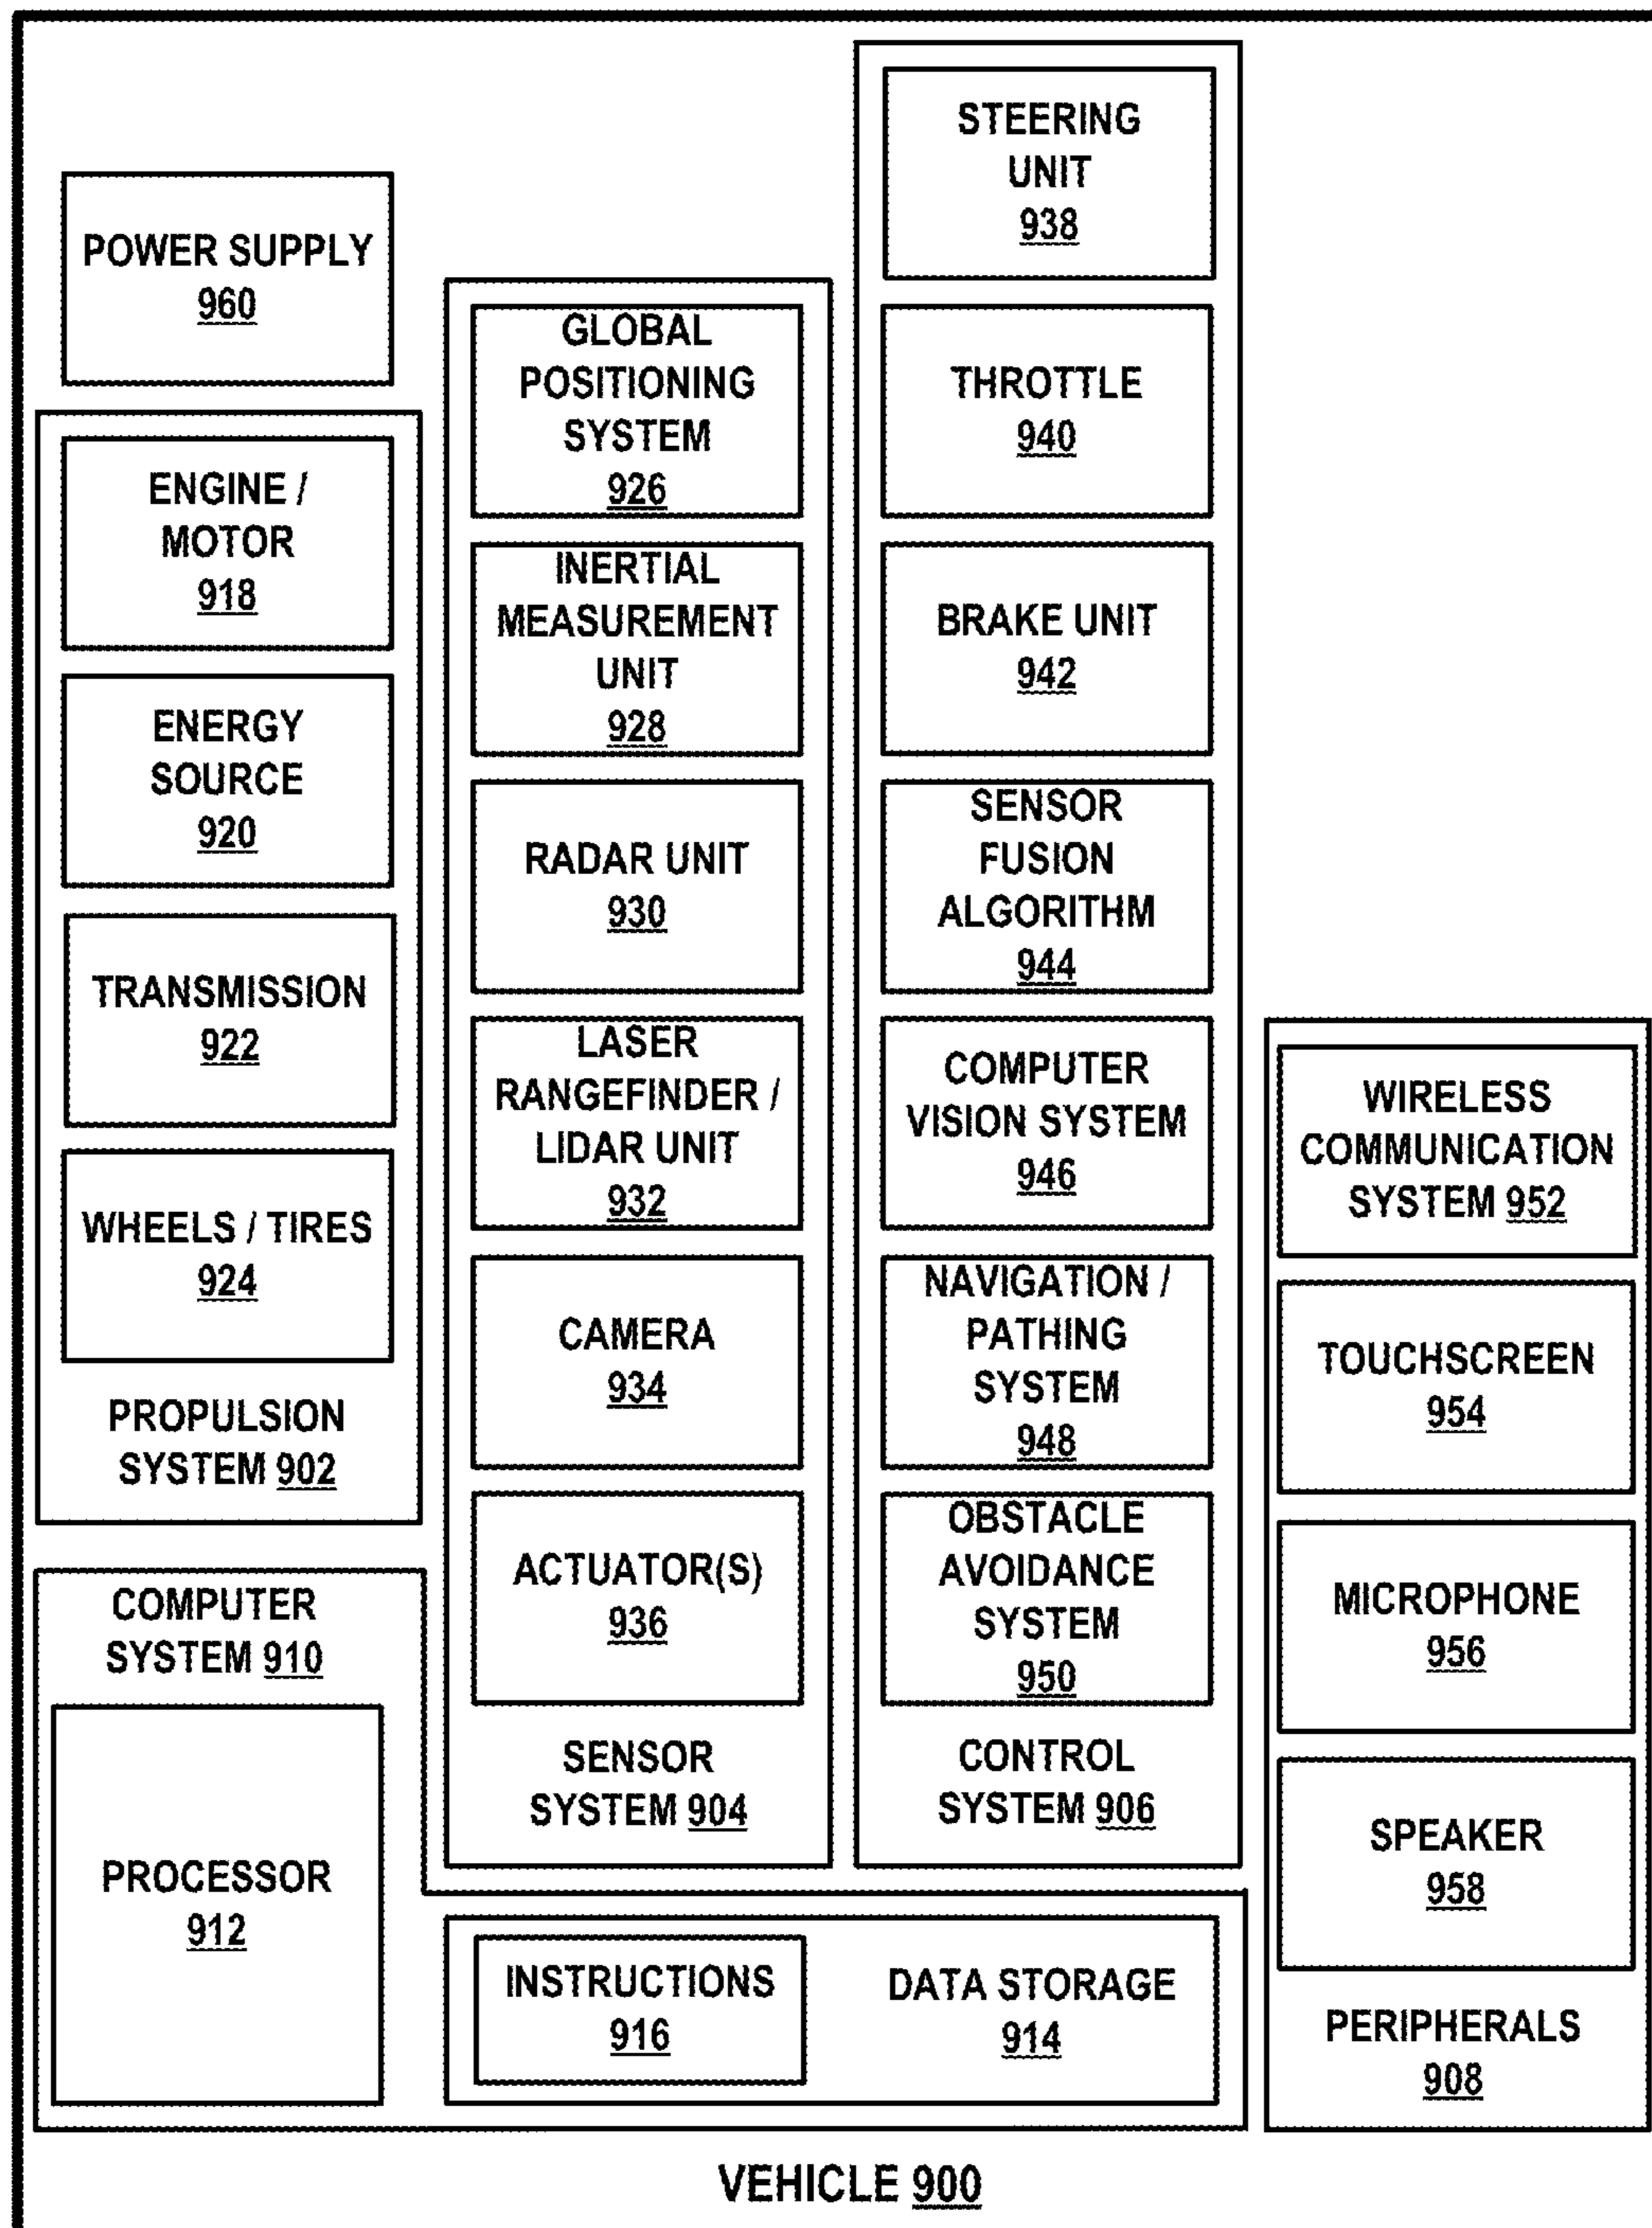 POWER SUPPLY
960
ENGINE /
MOTOR
918
ENERGY
SOURCE
920
TRANSMISSION
922
WHEELS / TIRES
924
PROPULSION
SYSTEM 902
COMPUTER
SYSTEM 910
PROCESSOR
912
GLOBAL
POSITIONING
SYSTEM
926
INERTIAL
MEASUREMENT
UNIT
928
RADAR UNIT
930
LASER
RANGEFINDER /
LIDAR UNIT
932
CAMERA
934
ACTUATOR(S)
936
SENSOR
SYSTEM 904
STEERING
UNIT
938
THROTTLE
940
BRAKE UNIT
942
SENSOR
FUSION
ALGORITHM
944
COMPUTER
VISION SYSTEM
946
NAVIGATION /
PATHING
SYSTEM
948
OBSTACLE
AVOIDANCE
SYSTEM
950
CONTROL
SYSTEM 906
INSTRUCTIONS
916
DATA STORAGE
914
WIRELESS
COMMUNICATION
SYSTEM 952
TOUCHSCREEN
954
MICROPHONE
956
SPEAKER
958
PERIPHERALS
908
VEHICLE 900